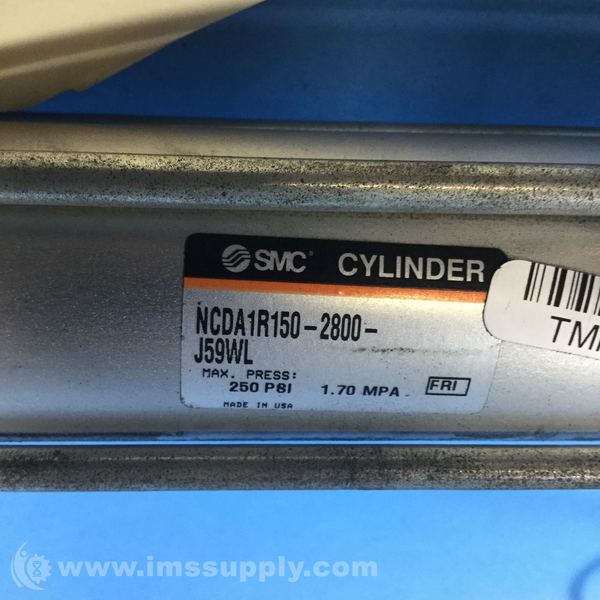 SMC CYLINDER
NCDA1R150-2800-
J59WL
MAX. PRESS:
250 PSI 1.70 MPA FRI
MADE IN USA
www.imssupply.com